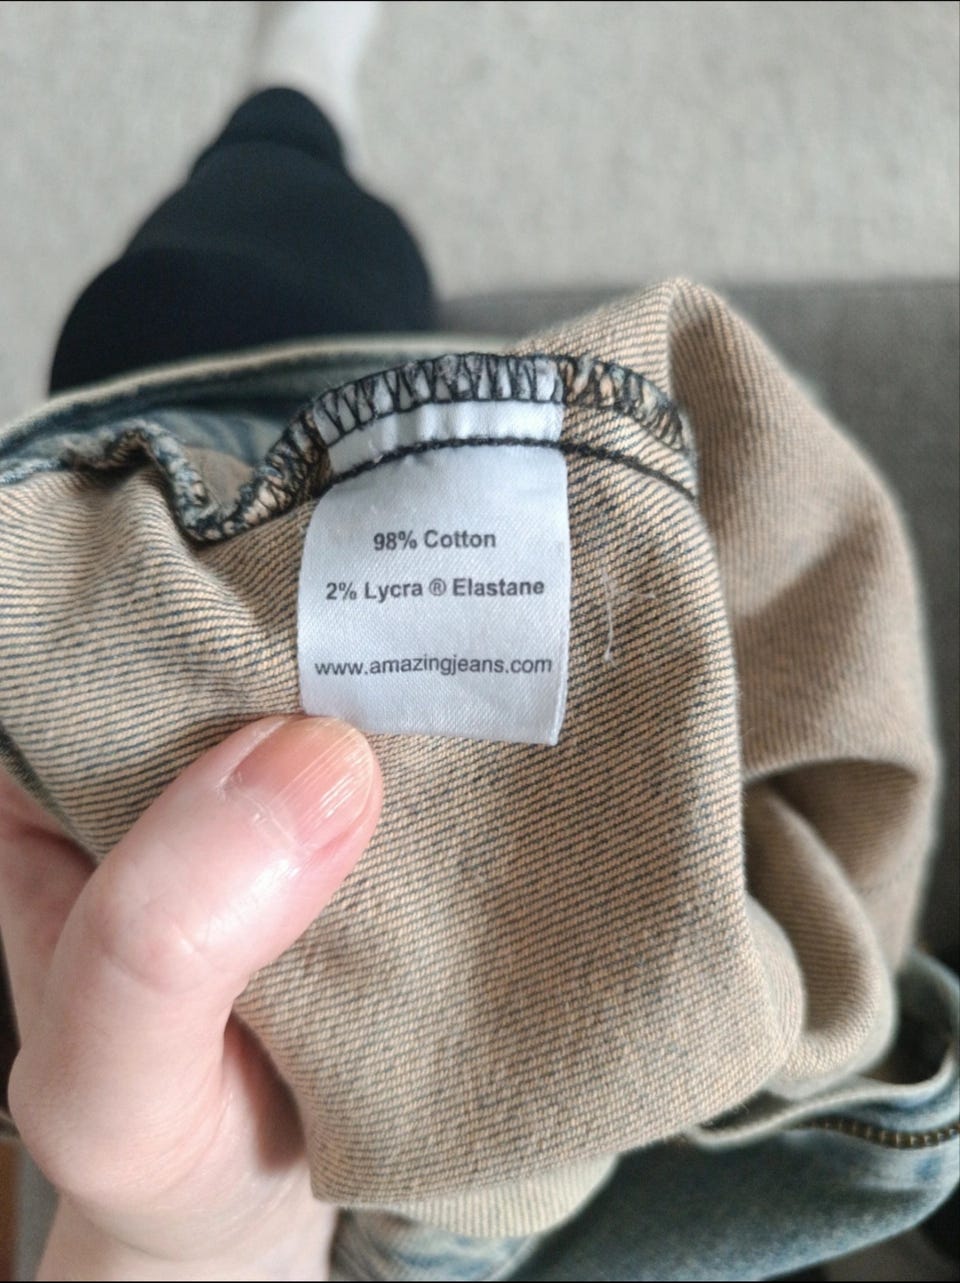 98% Cotton
2% Lycra ® Elastane
www.amazingjeans.com